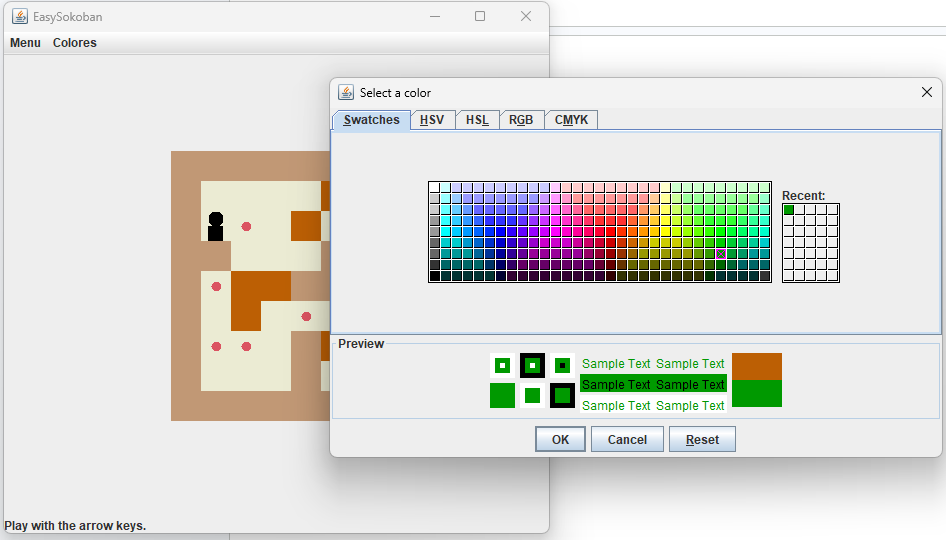 EasySokoban
Menu Colores
Select a color
Swatches HSV HSL RGB CMYK
Recent:
Preview
Sample Text Sample Text
Sample Text Sample Text
Sample Text Sample Text
OK Cancel Reset
Play with the arrow keys.